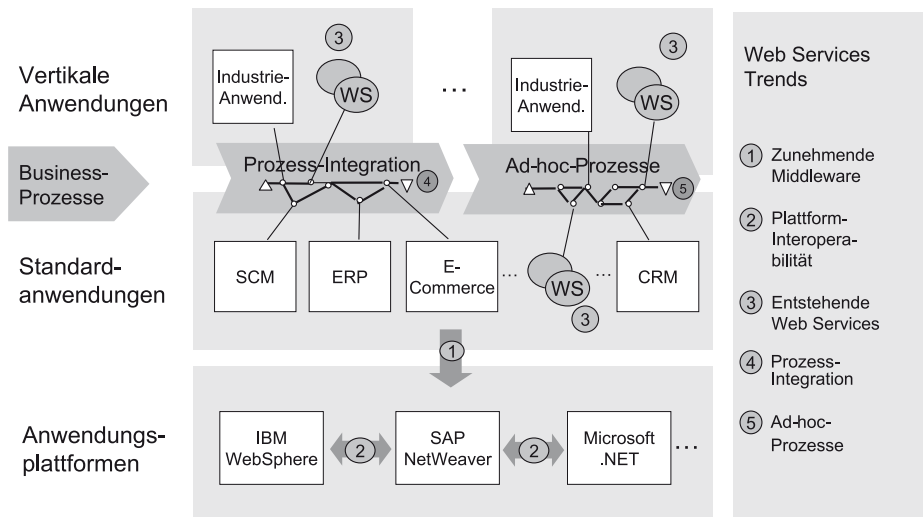 Vertikale
Anwendungen
Industrie-
Anwend.
3
WS
...
Industrie-
Anwend.
3
WS
Business-
Prozesse
Prozess-Integration
4
Ad-hoc-Prozesse
5
Standard-
anwendungen
SCM
ERP
E-
Commerce
...
WS
3
...
CRM
1
Anwendungs-
plattformen
IBM
WebSphere
2
SAP
NetWeaver
2
Microsoft
.NET
...
Web Services
Trends
1 Zunehmende
Middleware
2 Plattform-
Interopera-
bilität
3 Entstehende
Web Services
4 Prozess-
Integration
5 Ad-hoc-
Prozesse